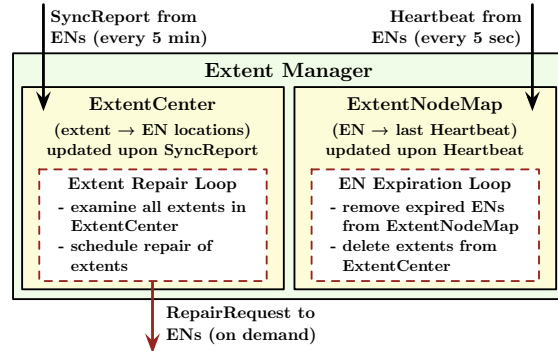 SyncReport from
ENs (every 5 min)
Heartbeat from
ENs (every 5 sec)
Extent Manager
ExtentCenter
(extent → EN locations)
updated upon SyncReport
Extent Repair Loop
- examine all extents in
ExtentCenter
- schedule repair of
extents
ExtentNodeMap
(EN → last Heartbeat)
updated upon Heartbeat
EN Expiration Loop
- remove expired ENs
from ExtentNodeMap
- delete extents from
ExtentCenter
RepairRequest to
ENs (on demand)